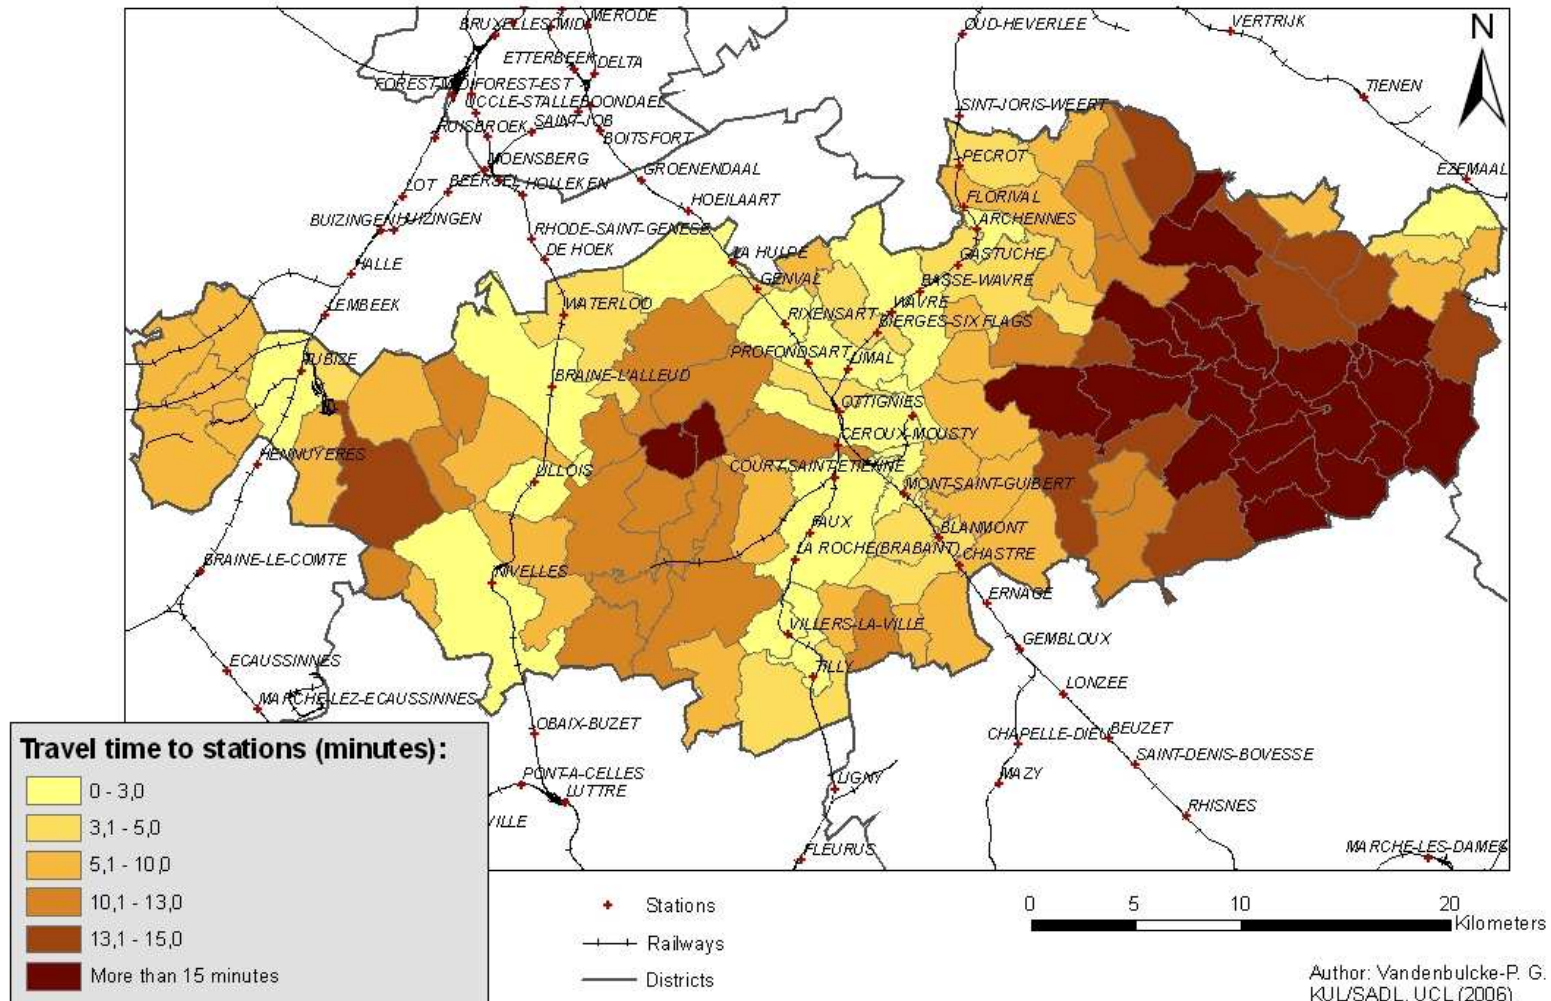 MERODE
BRUXELLES-MIDI
OUD-HEVERLEE
VERTRIJK
N
ETTERBEEK
DELTA
FOREST-MIDI
FOREST-EST
TIENEN
UCCLE-STALLE
BOONDAEL
SINT-JORIS-WEERT
RUISBROEK
SAINT-JOB
BOITSFORT
MOENSBERG
PECROT
GROENENDAAL
EZEMAAL
LOT
BEERSEL
HOLLEKEN
FLORIVAL
HOEILAART
BUIZINGEN
HUIZINGEN
ARCHENNES
RHODE-SAINT-GENESE
DE HOEK
LA HULPE
GASTUCHE
HALLE
GENVAL
BASSE-WAVRE
LEMBEEK
WATERLOO
WAVRE
RIXENSART
BIERGES-SIX FLAGS
TUBIZE
PROFONDSART
LIMAL
BRAINE-L'ALLEUD
OTTIGNIES
CEROUX-MOUSTY
HENNUYERES
LILLOIS
COURT-SAINT-ETIENNE
MONT-SAINT-GUIBERT
FAUX
BLANMONT
BRAINE-LE-COMTE
NIVELLES
LA ROCHE(BRABANT)
CHASTRE
ERNAGE
VILLERS-LA-VILLE
GEMBLOUX
ECAUSSINNES
TILLY
LONZEE
MARCHE-LEZ-ECAUSSINNES
OBAIX-BUZET
CHAPELLE-DIEU
BEUZET
SAINT-DENIS-BOVESSE
PONT-A-CELLES
LUTTRE
LIGNY
MAZY
VILLE
RHISNES
FLEURUS
MARCHE-LES-DAMES
Travel time to stations (minutes):
0 - 3,0
3,1 - 5,0
5,1 - 10,0
10,1 - 13,0
13,1 - 15,0
More than 15 minutes
Stations
Railways
Districts
0 5 10 20
Kilometers
Author: Vandenbulcke-P. G.
KUL/SADL, UCL (2006)